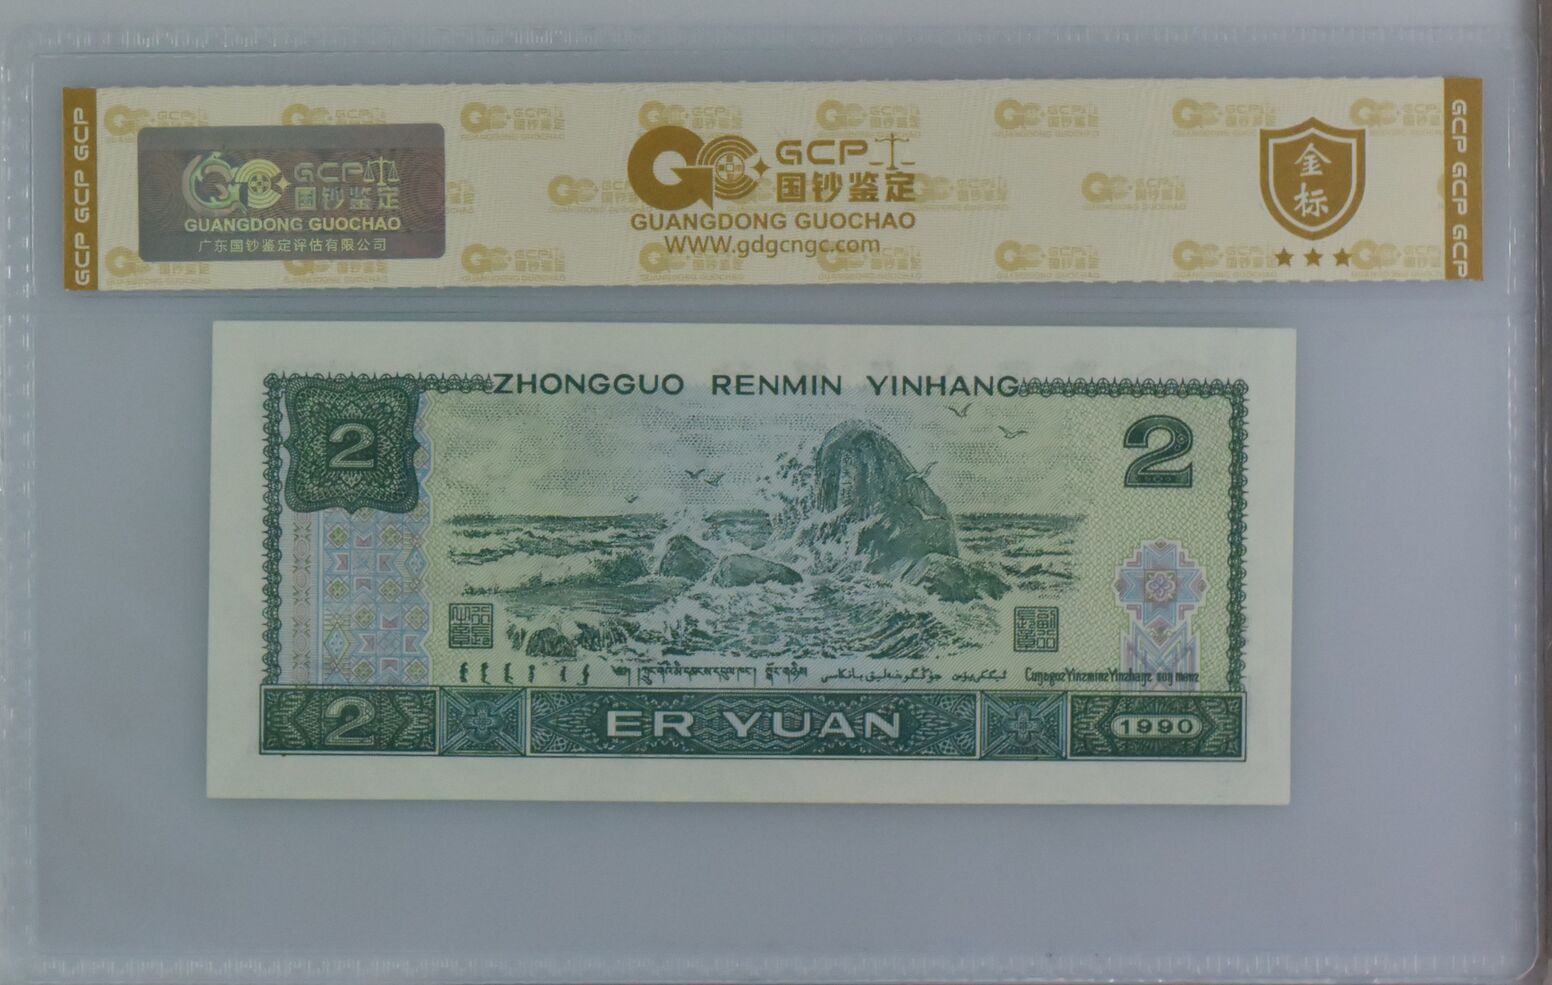 GCP GCP GCP
GCP
国钞鉴定
GUANGDONG GUOCHAO
广东国钞鉴定评估有限公司
GCP
国钞鉴定
GUANGDONG GUOCHAO
WWW.gdgcngc.com
金标
GCP GCP GCP
ZHONGGUO RENMIN YINHANG
2
2
2
ER YUAN
1990